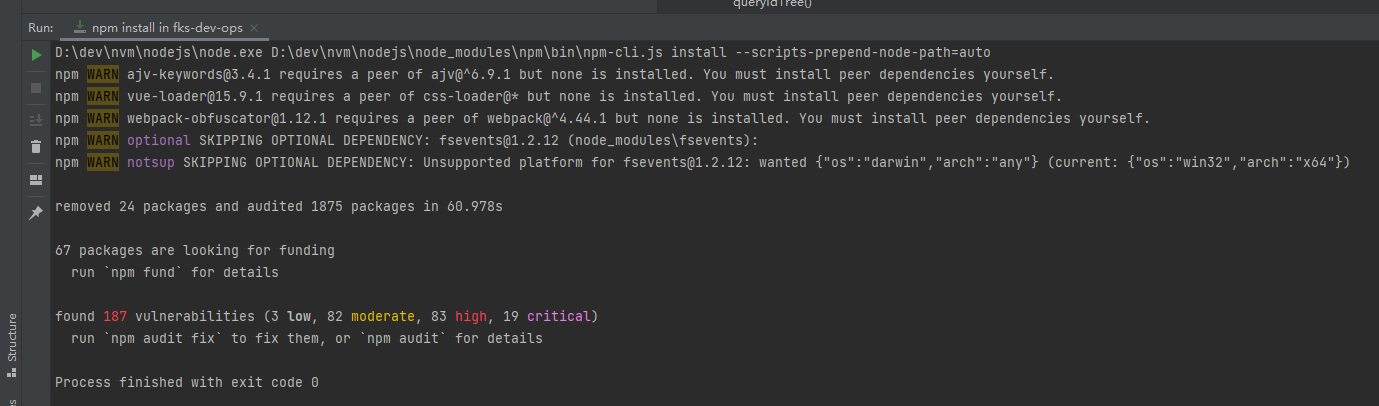 queryIdTree()
Run: npm install in fks-dev-ops
D:\dev\nvm\nodejs\node.exe D:\dev\nvm\nodejs\node_modules\npm\bin\npm-cli.js install --scripts-prepend-node-path=auto
npm WARN ajv-keywords@3.4.1 requires a peer of ajv@^6.9.1 but none is installed. You must install peer dependencies yourself.
npm WARN vue-loader@15.9.1 requires a peer of css-loader@* but none is installed. You must install peer dependencies yourself.
npm WARN webpack-obfuscator@1.12.1 requires a peer of webpack@^4.44.1 but none is installed. You must install peer dependencies yourself.
npm WARN optional SKIPPING OPTIONAL DEPENDENCY: fsevents@1.2.12 (node_modules\fsevents):
npm WARN notsup SKIPPING OPTIONAL DEPENDENCY: Unsupported platform for fsevents@1.2.12: wanted {"os":"darwin","arch":"any"} (current: {"os":"win32","arch":"x64"})
removed 24 packages and audited 1875 packages in 60.978s
67 packages are looking for funding
run `npm fund` for details
found 187 vulnerabilities (3 low, 82 moderate, 83 high, 19 critical)
run `npm audit fix` to fix them, or `npm audit` for details
Process finished with exit code 0
Structure